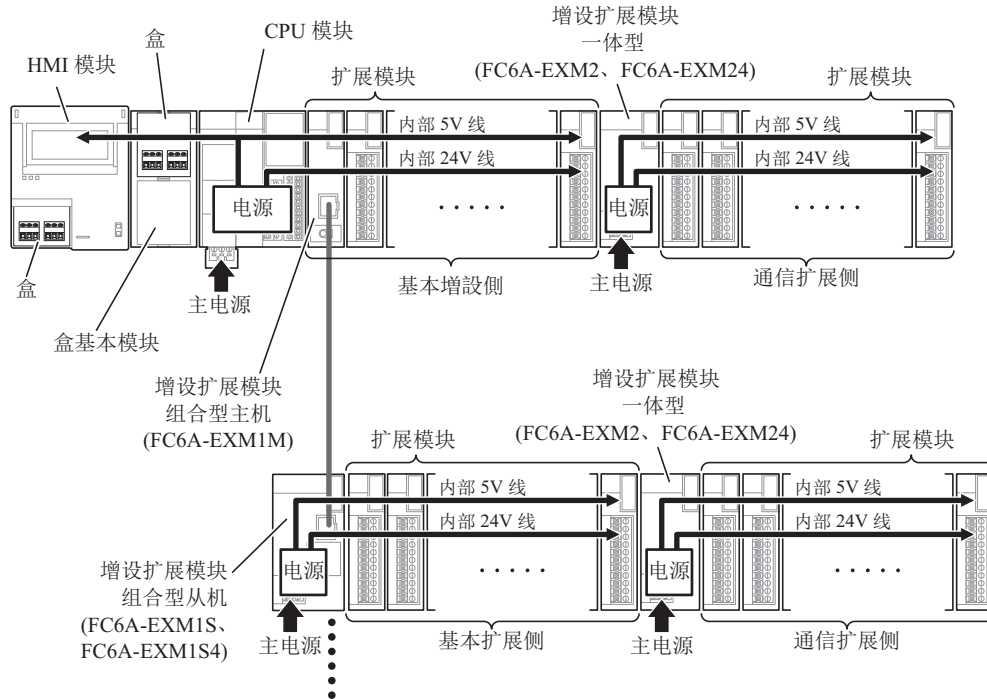 增设扩展模块
一体型
(FC6A-EXM2、FC6A-EXM24)
盒
CPU 模块
HMI 模块
扩展模块
扩展模块
内部 5V 线
内部 24V 线
内部 5V 线
内部 24V 线
电源
电源
盒
主电源
基本增設側
主电源
通信扩展侧
盒基本模块
增设扩展模块
组合型主机
(FC6A-EXM1M)
增设扩展模块
一体型
(FC6A-EXM2、FC6A-EXM24)
扩展模块
扩展模块
内部 5V 线
内部 24V 线
内部 5V 线
内部 24V 线
电源
电源
增设扩展模块
组合型从机
(FC6A-EXM1S、
FC6A-EXM1S4)
主电源
基本扩展侧
主电源
通信扩展侧